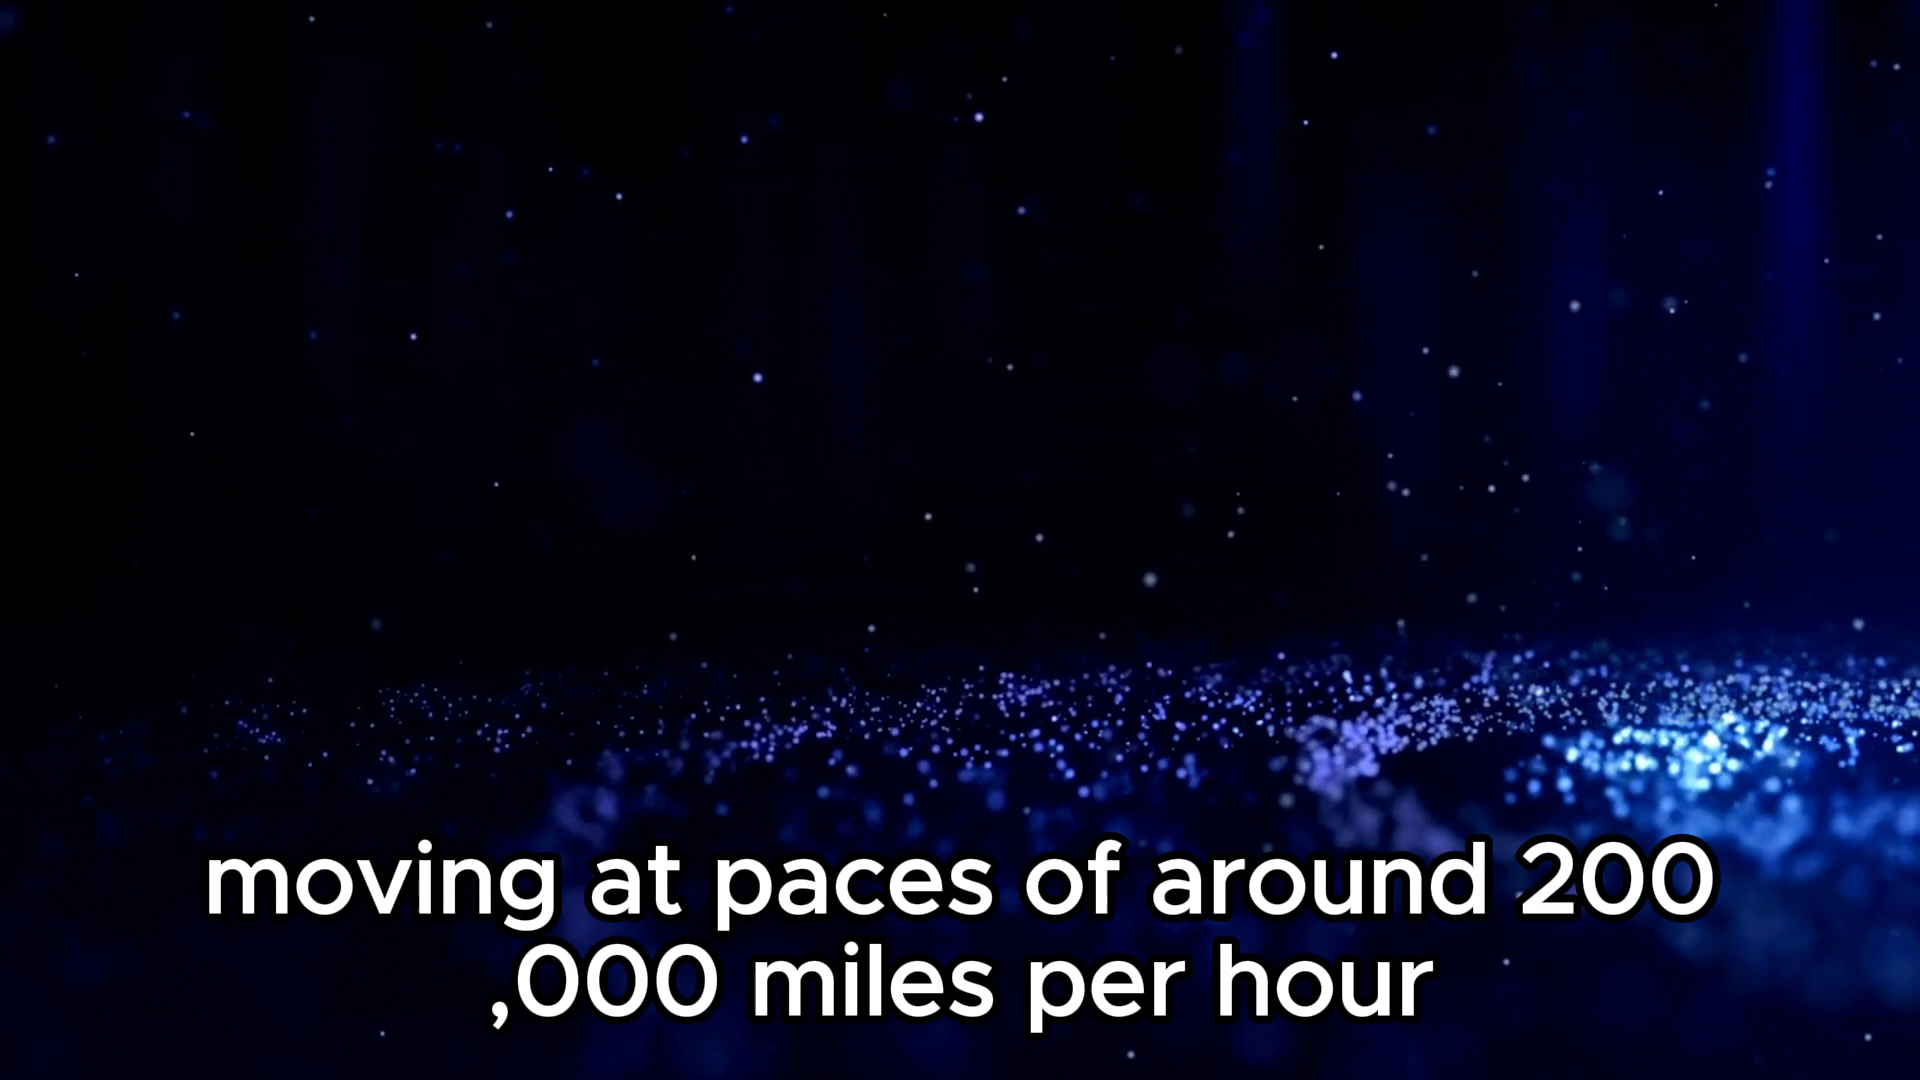 moving at paces of around 200
,000 miles per hour